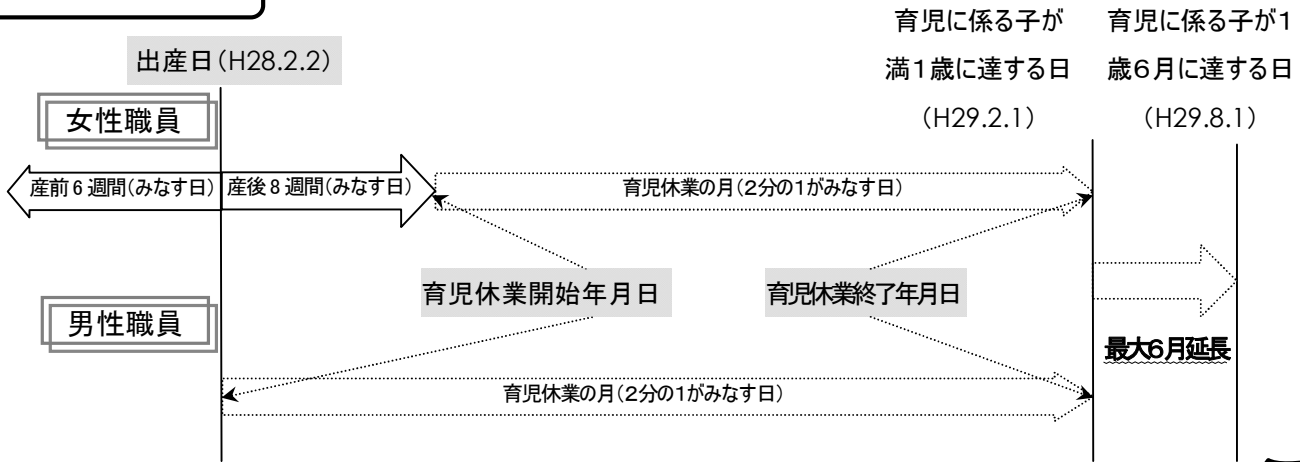 育児に係る子が
満1歳に達する日
(H29.2.1)
育児に係る子が1
歳6月に達する日
(H29.8.1)
出産日(H28.2.2)
女性職員
産前6週間(みなす日)
産後8週間(みなす日)
育児休業の月(2分の1がみなす日)
育児休業開始年月日
育児休業終了年月日
男性職員
最大6月延長
育児休業の月(2分の1がみなす日)